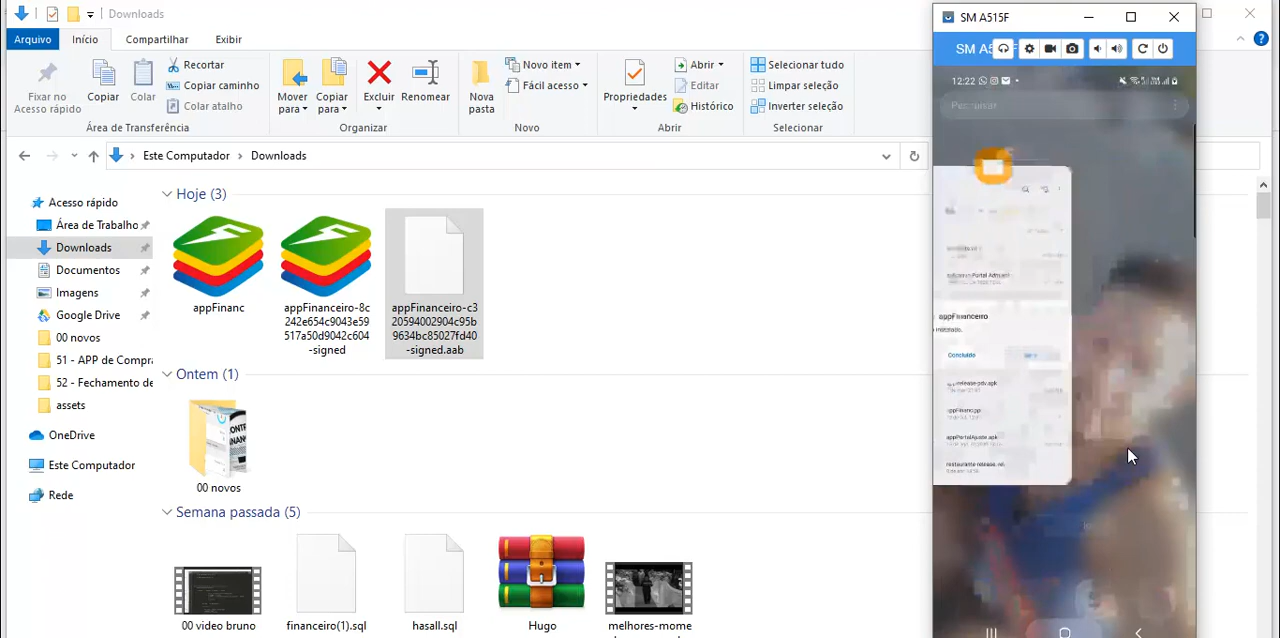 Downloads
SM A515F
Arquivo
Início
Compartilhar
Exibir
Fixar no
Acesso rápido
Copiar
Colar
Recortar
Copiar caminho
Colar atalho
Área de Transferência
Mover
para
Copiar
para
Excluir
Renomear
Organizar
Nova
pasta
Novo item
Fácil acesso
Novo
Propriedades
Abrir
Editar
Histórico
Abrir
Selecionar tudo
Limpar seleção
Inverter seleção
Selecionar
Este Computador
Downloads
12:22
Pesquisar
Acesso rápido
Área de Trabalho
Downloads
Documentos
Imagens
Google Drive
00 novos
51 - APP de Compra
52 - Fechamento de
assets
OneDrive
Este Computador
Rede
Hoje (3)
appFinanc
appFinanceiro-8c
242e654c9043e59
517a50d9042c604
-signed
appFinanceiro-c3
20594002904c95b
9634bc85027fd40
-signed.aab
Ontem (1)
00 novos
Semana passada (5)
00 video bruno
financeiro(1).sql
hasall.sql
Hugo
melhores-mome
appFinanceiro
Concluído